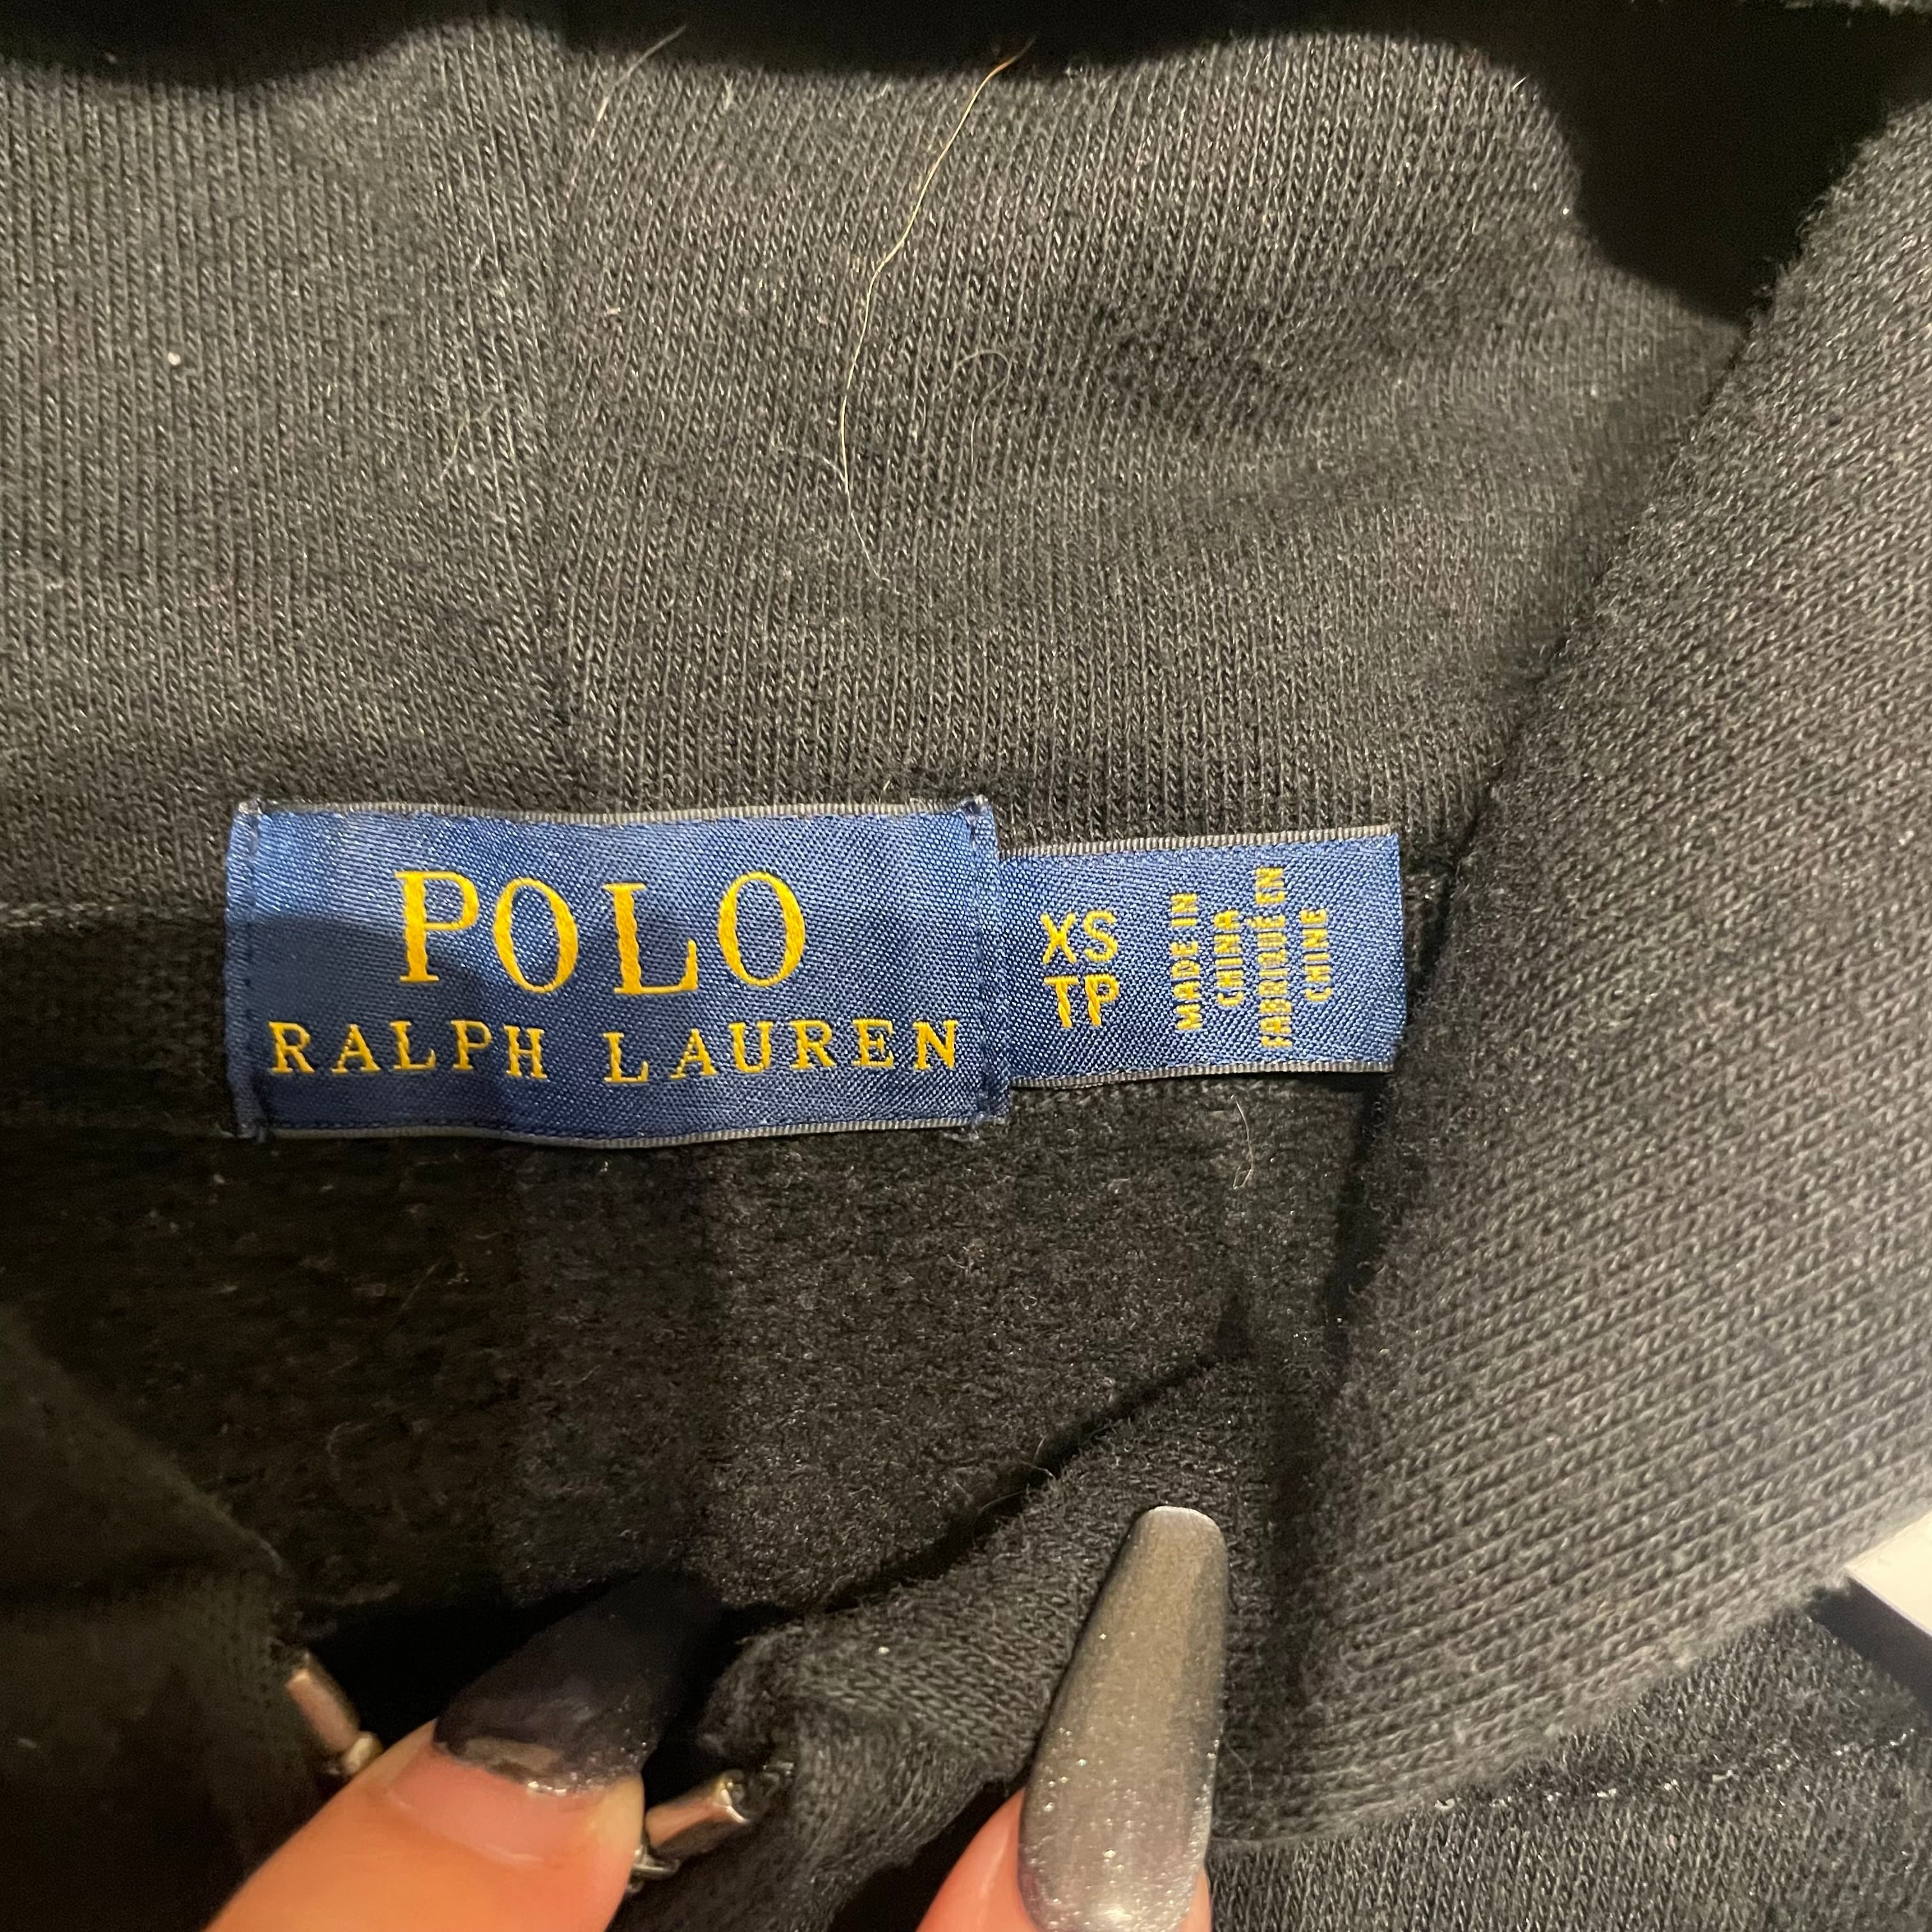 POLO
RALPH LAUREN
XS
TP
MADE IN
CHINA
FABRIQUÉ EN
CHINE